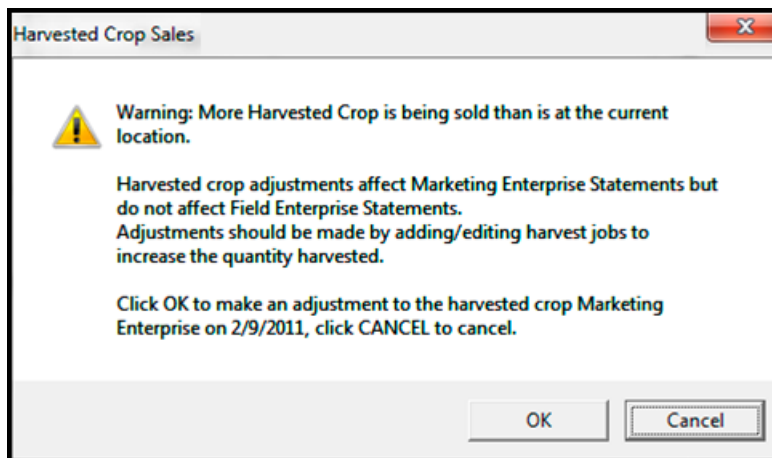 Harvested Crop Sales
Warning: More Harvested Crop is being sold than is at the current
location.
Harvested crop adjustments affect Marketing Enterprise Statements but
do not affect Field Enterprise Statements.
Adjustments should be made by adding/editing harvest jobs to
increase the quantity harvested.
Click OK to make an adjustment to the harvested crop Marketing
Enterprise on 2/9/2011, click CANCEL to cancel.
OK
Cancel